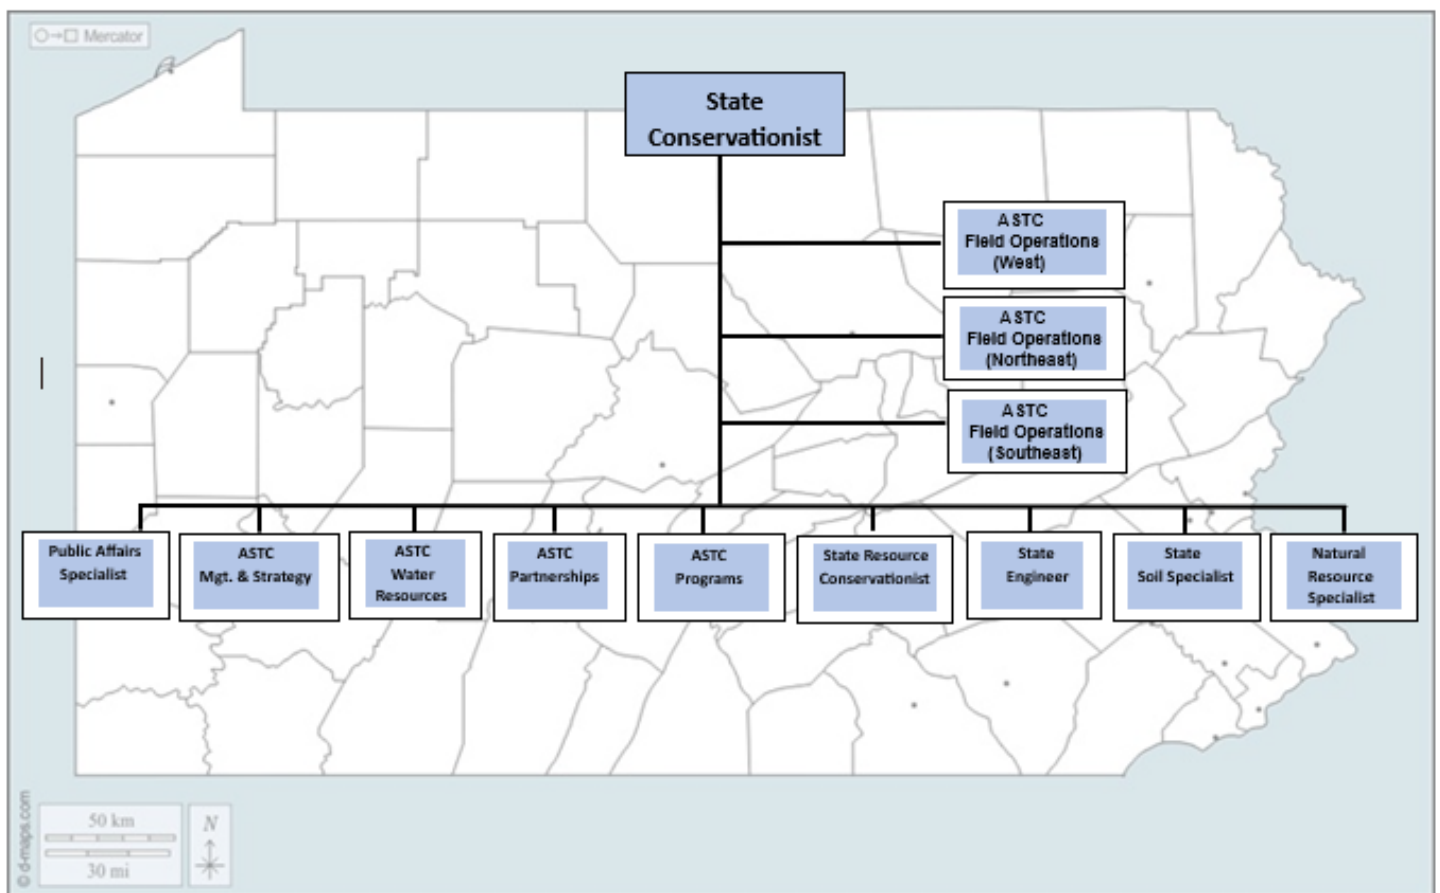 Mercator
State
Conservationist
ASTC
Field Operations
(West)
ASTC
Field Operations
(Northeast)
ASTC
Field Operations
(Southeast)
Public Affairs
Specialist
ASTC
Mgt. & Strategy
ASTC
Water
Resources
ASTC
Partnerships
ASTC
Programs
State Resource
Conservationist
State
Engineer
State
Soil Specialist
Natural
Resource
Specialist
© d-maps.com
50 km
30 mi
N